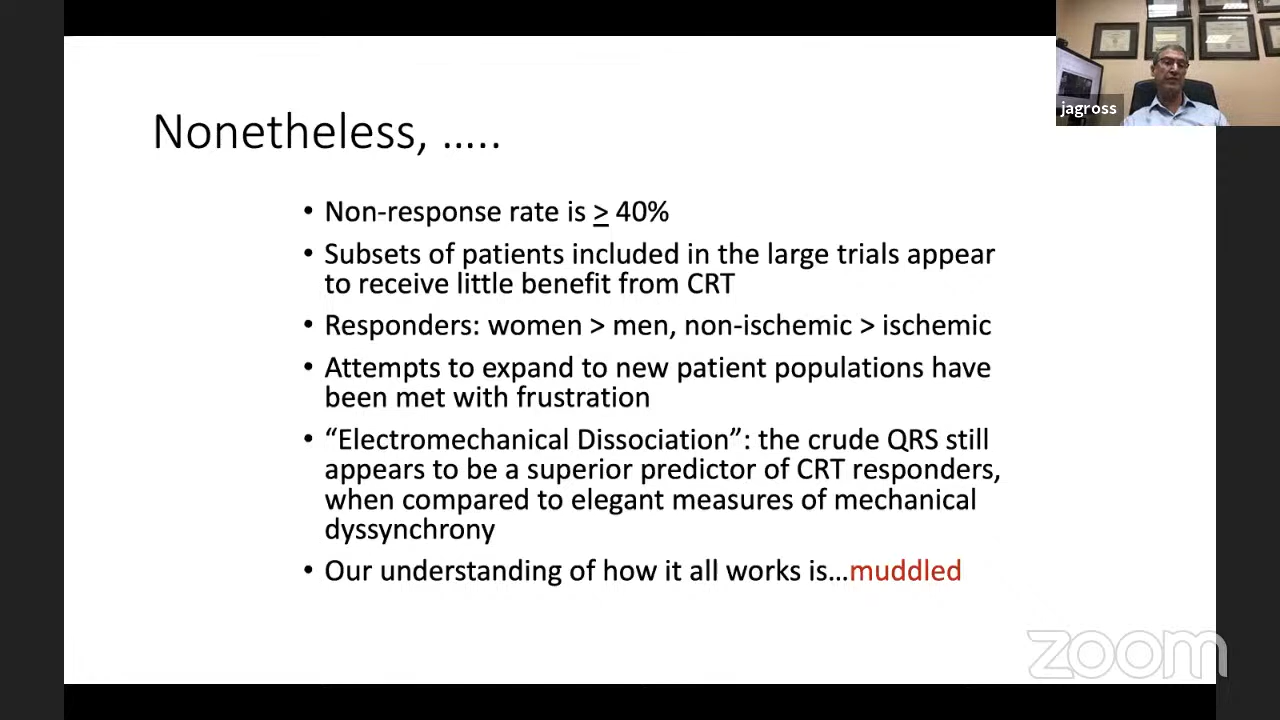 jagross
Nonetheless, …..
• Non-response rate is ≥ 40%
• Subsets of patients included in the large trials appear
to receive little benefit from CRT
• Responders: women > men, non-ischemic > ischemic
• Attempts to expand to new patient populations have
been met with frustration
• “Electromechanical Dissociation”: the crude QRS still
appears to be a superior predictor of CRT responders,
when compared to elegant measures of mechanical
dyssynchrony
• Our understanding of how it all works is…muddled
zoom